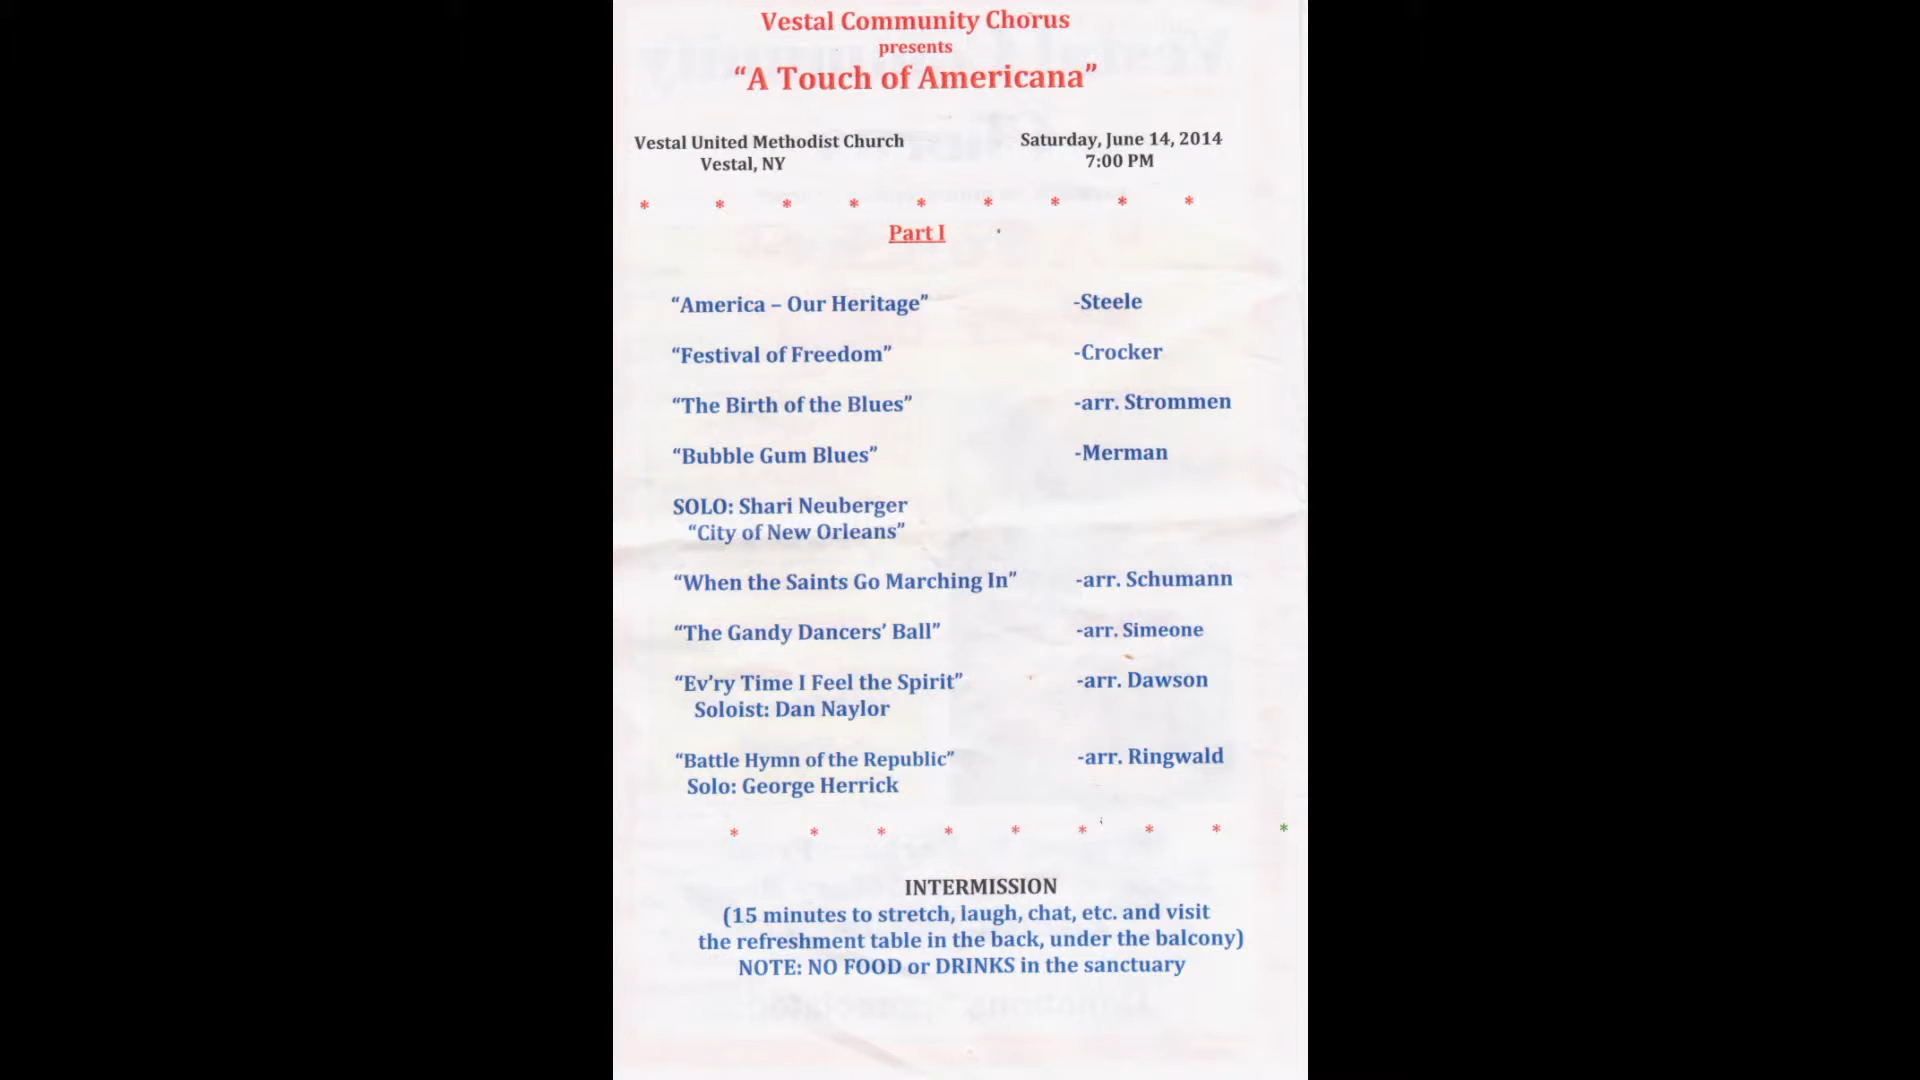 Vestal Community Chorus
presents
“A Touch of Americana”
Vestal United Methodist Church Saturday, June 14, 2014
Vestal, NY 7:00 PM
* * * * * * * * *
Part I
“America – Our Heritage” -Steele
“Festival of Freedom” -Crocker
“The Birth of the Blues” -arr. Strommen
“Bubble Gum Blues” -Merman
SOLO: Shari Neuberger
“City of New Orleans”
“When the Saints Go Marching In” -arr. Schumann
“The Gandy Dancers’ Ball” -arr. Simeone
“Ev’ry Time I Feel the Spirit” -arr. Dawson
Soloist: Dan Naylor
“Battle Hymn of the Republic” -arr. Ringwald
Solo: George Herrick
* * * * * * * * *
INTERMISSION
(15 minutes to stretch, laugh, chat, etc. and visit
the refreshment table in the back, under the balcony)
NOTE: NO FOOD or DRINKS in the sanctuary